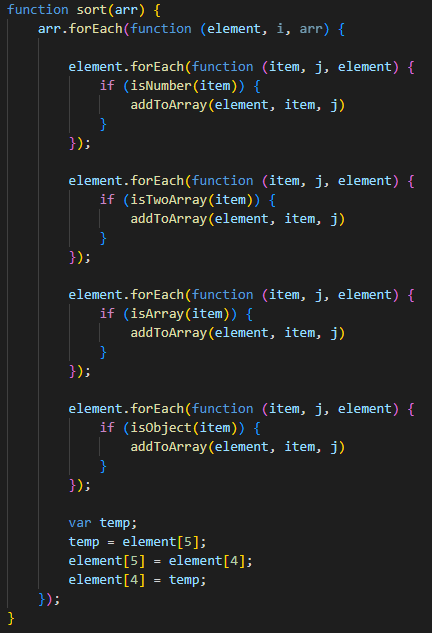 function sort(arr) {
    arr.forEach(function (element, i, arr) {

        element.forEach(function (item, j, element) {
            if (isNumber(item)) {
                addToArray(element, item, j)
            }
        });

        element.forEach(function (item, j, element) {
            if (isTwoArray(item)) {
                addToArray(element, item, j)
            }
        });

        element.forEach(function (item, j, element) {
            if (isArray(item)) {
                addToArray(element, item, j)
            }
        });

        element.forEach(function (item, j, element) {
            if (isObject(item)) {
                addToArray(element, item, j)
            }
        });

        var temp;
        temp = element[5];
        element[5] = element[4];
        element[4] = temp;
    });
}